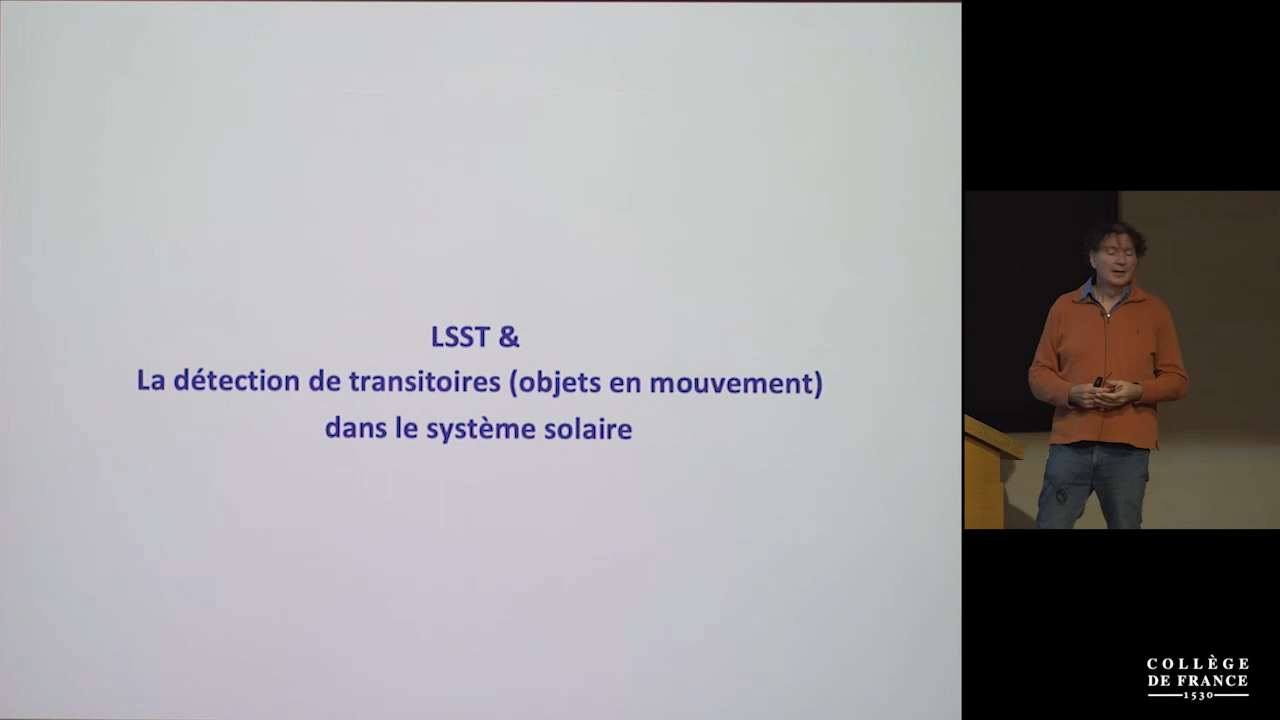 LSST &
La détection de transitoires (objets en mouvement)
dans le système solaire
COLLÈGE
DE FRANCE
1530